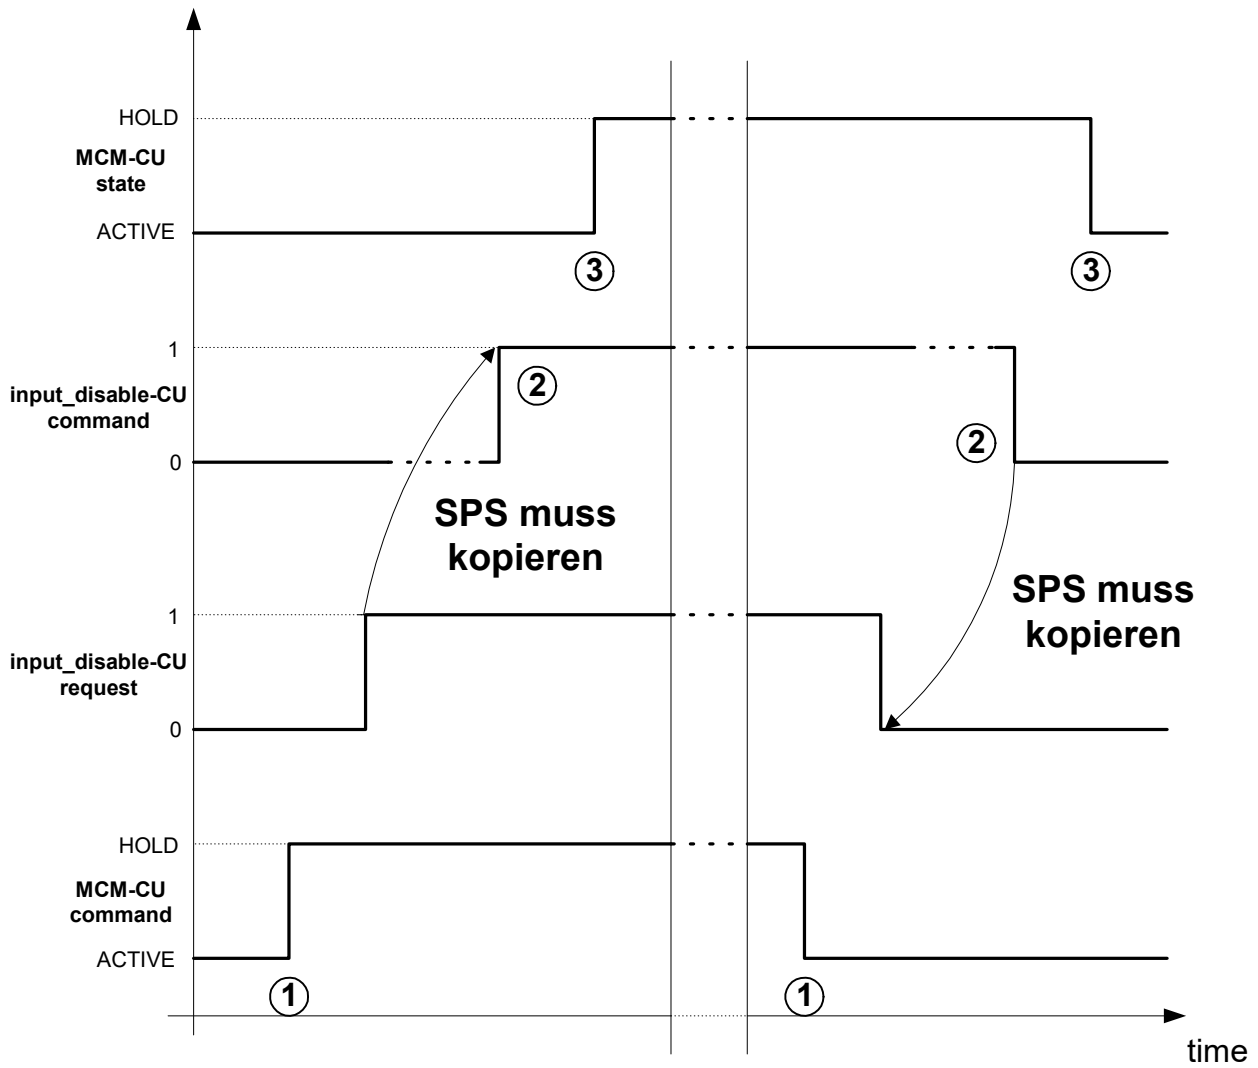 HOLD
MCM-CU
state
ACTIVE
3
3
1
input_disable-CU
command
0
2
2
SPS muss
kopieren
1
input_disable-CU
request
0
SPS muss
kopieren
HOLD
MCM-CU
command
ACTIVE
1
1
time